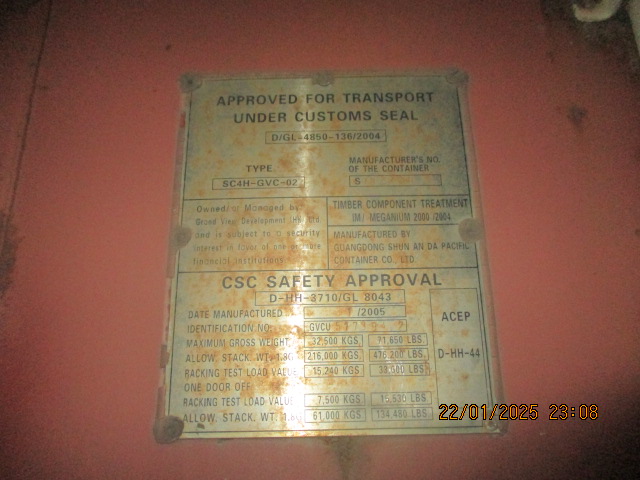 APPROVED FOR TRANSPORT
UNDER CUSTOMS SEAL
D/GL-4850-136/2004
TYPE
SC4H-GVC-02
MANUFACTURER'S NO.
OF THE CONTAINER
S
Owned/or Managed by:
Grand View Development (HK) Ltd
and is subject to a security
interest in favor of one or more
financial institutions
TIMBER COMPONENT TREATMENT
IM/ MEGANIUM 2000 /2004
MANUFACTURED BY
GUANGDONG SHUN AN DA PACIFIC
CONTAINER CO., LTD.
CSC SAFETY APPROVAL
D-HH-3710/GL 8043
DATE MANUFACTURED /2005
IDENTIFICATION NO. GVCU
MAXIMUM GROSS WEIGHT 32,500 KGS. 71,650 LBS.
ALLOW. STACK. WT. 1.8G 216,000 KGS. 476,200 LBS.
RACKING TEST LOAD VALUE 15,240 KGS. 33,600 LBS.
ONE DOOR OFF
RACKING TEST LOAD VALUE 7,500 KGS. LBS.
ALLOW. STACK. WT. 1.8G 61,000 KGS. 134,480 LBS.
ACEP
D-HH-44
22/01/2025 23:08